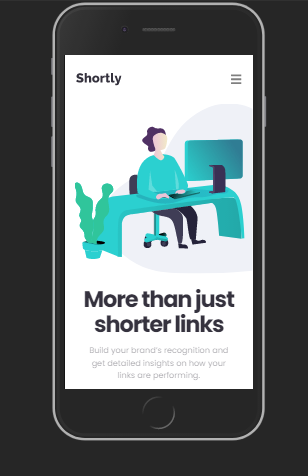 Shortly
More than just
shorter links
Build your brand's recognition and
get detailed insights on how your
links are performing.